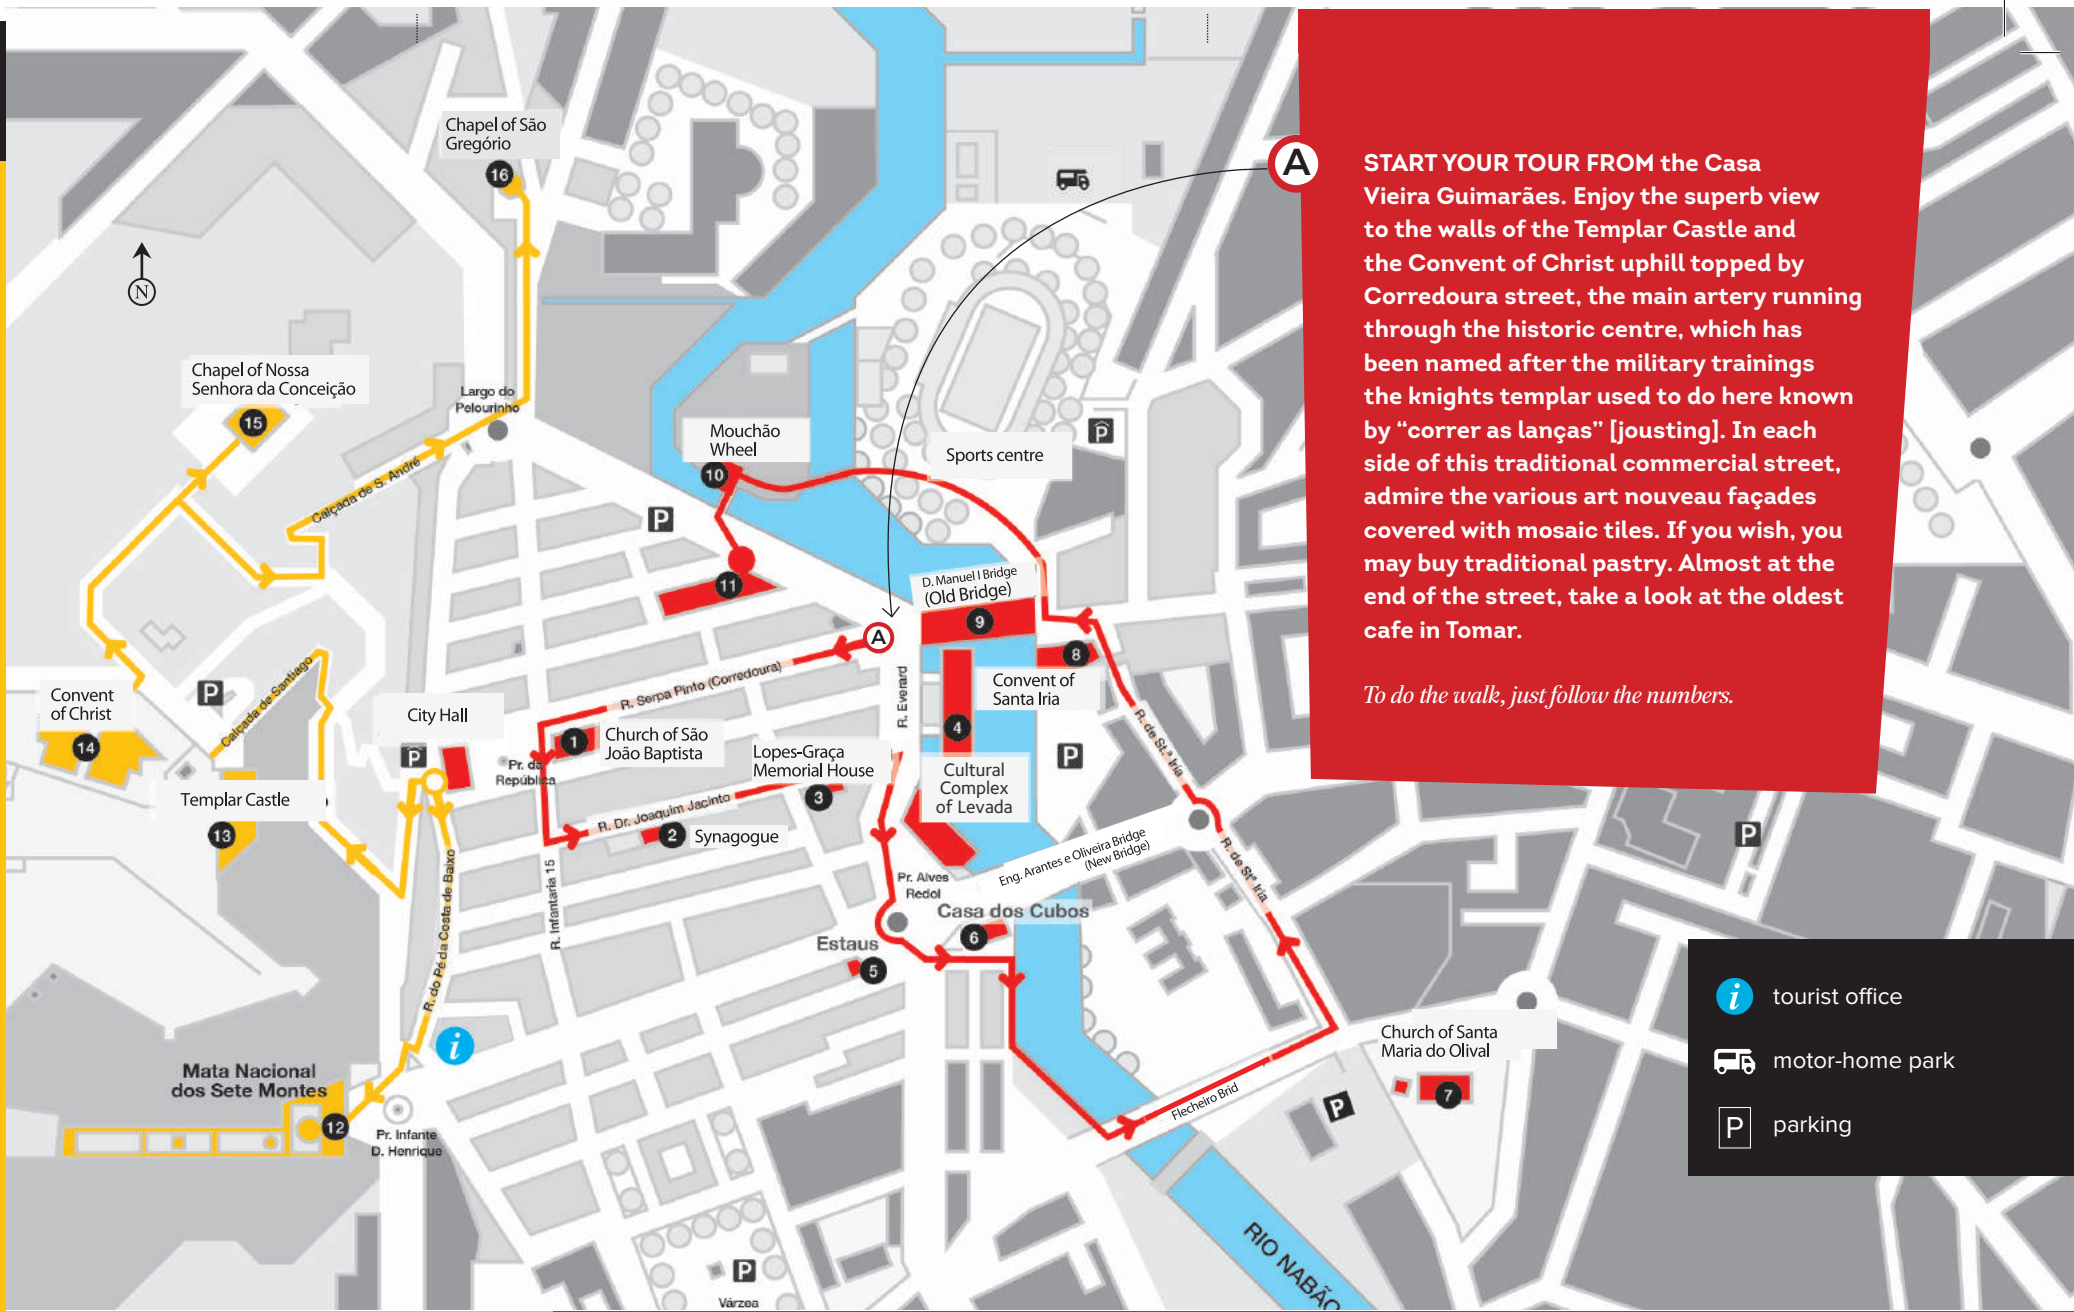 Chapel of São
Gregório
16
N
Chapel of Nossa
Senhora da Conceição
15
Largo do
Pelourinho
Calçada de S. André
Mouchão
Wheel
10
Sports centre
P
P
11
D. Manuel I Bridge
(Old Bridge)
9
A
8
R. Serpa Pinto (Corredoura)
R. Everard
Convent of
Santa Iria
4
Calçada de Santiago
P
Convent
of Christ
14
City Hall
P
Pr. da
República
1
Church of São
João Baptista
Lopes-Graça
Memorial House
3
Cultural
Complex
of Levada
P
R. de St.ª Iria
Templar Castle
13
R. Dr. Joaquim Jacinto
2
Synagogue
Eng. Arantes e Oliveira Bridge
(New Bridge)
R. de Stª Iria
R. do Pé da Costa de Baixo
R. Infantaria 15
Pr. Alves
Redol
Casa dos Cubos
6
Estaus
5
P
i
Mata Nacional
dos Sete Montes
12
Pr. Infante
D. Henrique
Church of Santa
Maria do Olival
7
P
Flecheiro Brid
RIO NABÃO
P
Várzea
A
START YOUR TOUR FROM the Casa
Vieira Guimarães. Enjoy the superb view
to the walls of the Templar Castle and
the Convent of Christ uphill topped by
Corredoura street, the main artery running
through the historic centre, which has
been named after the military trainings
the knights templar used to do here known
by “correr as lanças” [jousting]. In each
side of this traditional commercial street,
admire the various art nouveau façades
covered with mosaic tiles. If you wish, you
may buy traditional pastry. Almost at the
end of the street, take a look at the oldest
cafe in Tomar.
To do the walk, just follow the numbers.
i tourist office
motor-home park
P parking